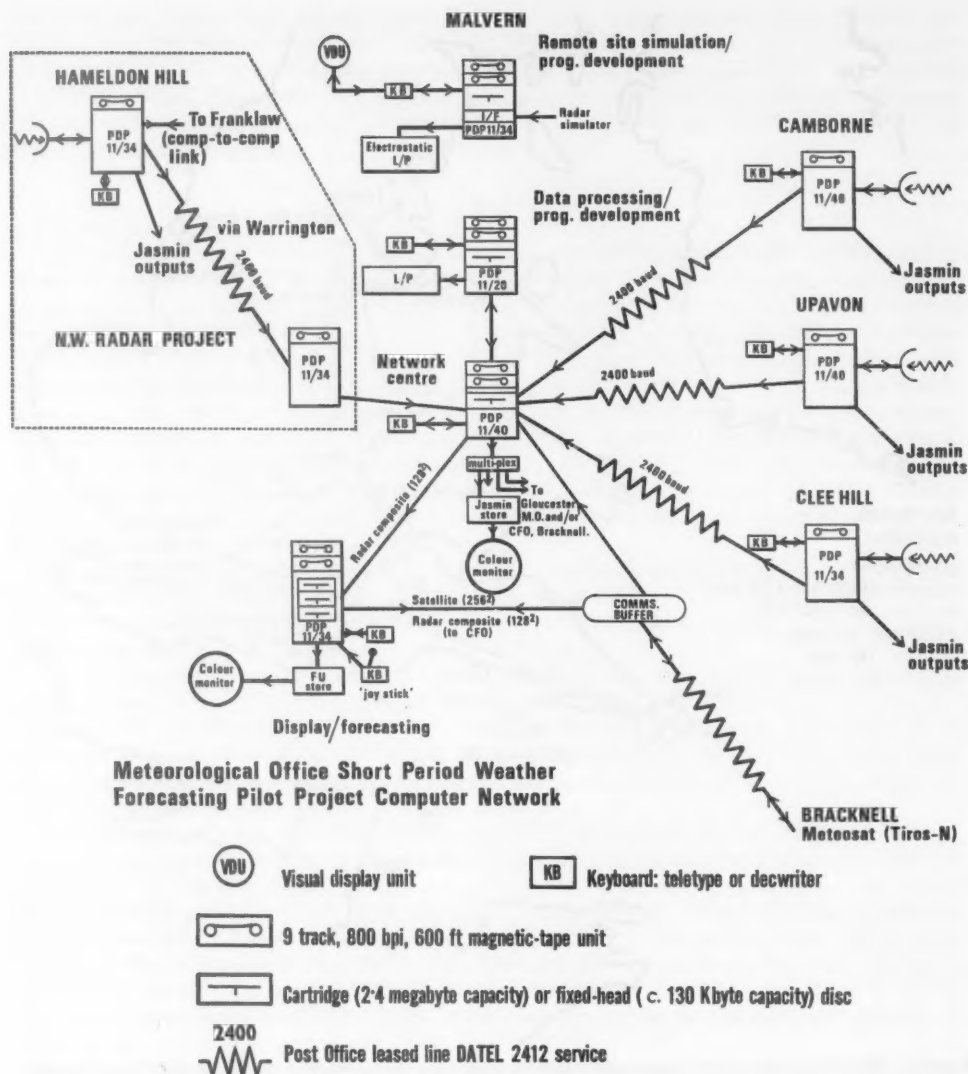 MALVERN
VDU
KB
Remote site simulation/
prog. development
I/F
PDP 11/34
Radar
simulator
Electrostatic
L/P
HAMELDON HILL
PDP
11/34
To Franklaw
(comp-to-comp
link)
KB
Jasmin
outputs
via Warrington
2400 baud
N.W. RADAR PROJECT
PDP
11/34
Data processing/
prog. development
KB
L/P
PDP
11/20
CAMBORNE
KB
PDP
11/40
2400 baud
Jasmin
outputs
UPAVON
KB
PDP
11/40
2400 baud
Jasmin
outputs
CLEE HILL
KB
PDP
11/34
2400 baud
Jasmin
outputs
Network
centre
KB
PDP
11/40
multi-plex
Jasmin
store
To
Gloucester
M.O. and/or
CFO, Bracknell.
Colour
monitor
Radar composite (128²)
Satellite (256²)
Radar composite (128²)
(to CFO)
COMMS.
BUFFER
PDP
11/34
KB
KB
'joy stick'
FU
store
Colour
monitor
Display/forecasting
BRACKNELL
Meteosat (Tiros-N)
Meteorological Office Short Period Weather
Forecasting Pilot Project Computer Network
VDU Visual display unit
KB Keyboard: teletype or decwriter
9 track, 800 bpi, 600 ft magnetic-tape unit
Cartridge (2·4 megabyte capacity) or fixed-head (c. 130 Kbyte capacity) disc
2400
Post Office leased line DATEL 2412 service